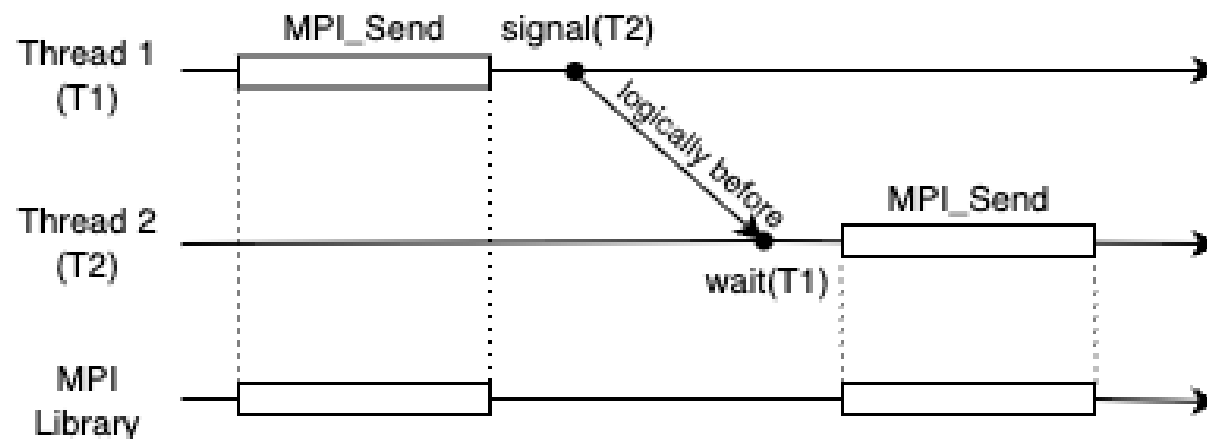 MPI_Send
signal(T2)
Thread 1
(T1)
logically before
Thread 2
(T2)
MPI_Send
wait(T1)
MPI
Library